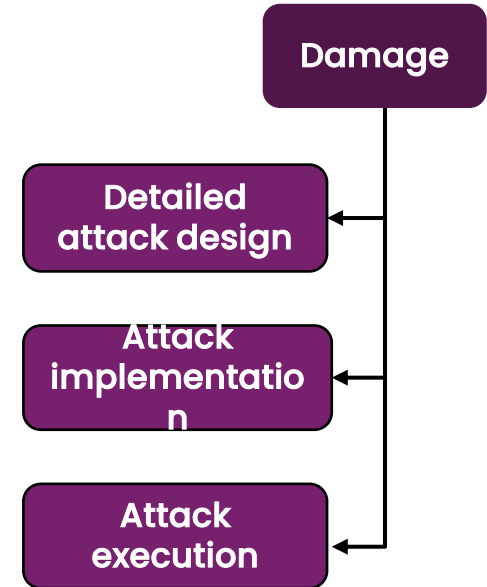 Damage
Detailed
attack design
Attack
implementatio
n
Attack
execution